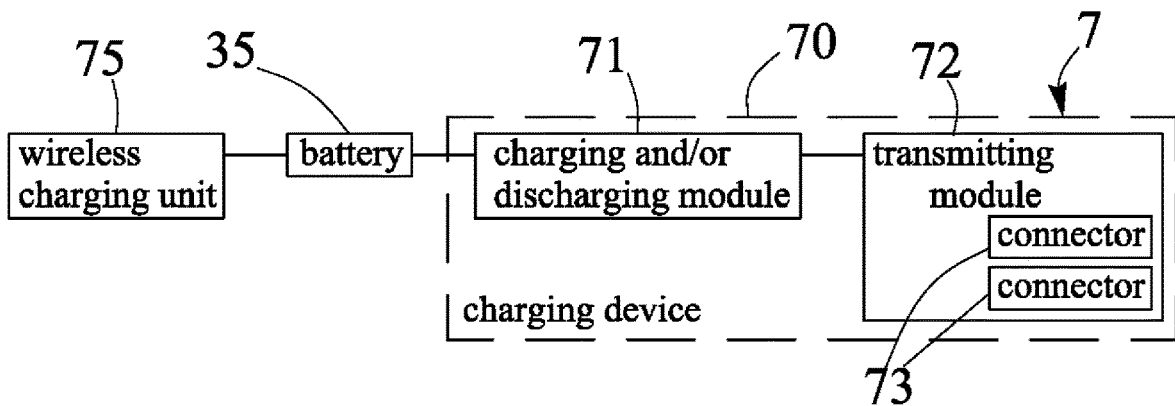 75
35
71
70
72
7
wireless
charging unit
battery
charging and/or
discharging module
transmitting
module
connector
connector
charging device
73